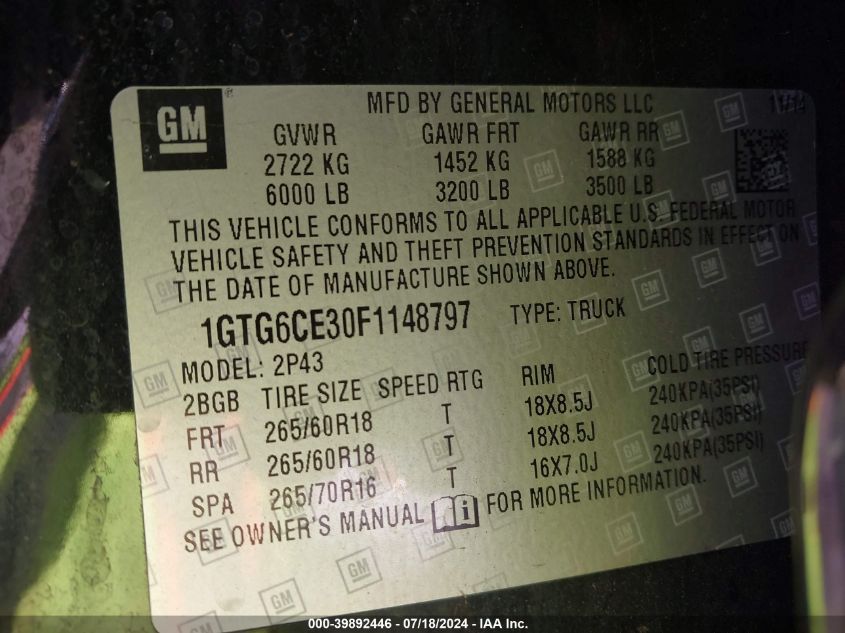 GM ®
MFD BY GENERAL MOTORS LLC 11/14
GVWR GAWR FRT GAWR RR
2722 KG 1452 KG 1588 KG
6000 LB 3200 LB 3500 LB
THIS VEHICLE CONFORMS TO ALL APPLICABLE U.S. FEDERAL MOTOR
VEHICLE SAFETY AND THEFT PREVENTION STANDARDS IN EFFECT ON
THE DATE OF MANUFACTURE SHOWN ABOVE.
1GTG6CE30F1148797 TYPE: TRUCK
MODEL: 2P43
2BGB TIRE SIZE SPEED RTG RIM COLD TIRE PRESSURE
FRT 265/60R18 T 18X8.5J 240KPA(35PSI)
RR 265/60R18 T 18X8.5J 240KPA(35PSI)
SPA 265/70R16 T 16X7.0J 240KPA(35PSI)
SEE OWNER'S MANUAL i FOR MORE INFORMATION.
000-39892446 - 07/18/2024 - IAA Inc.